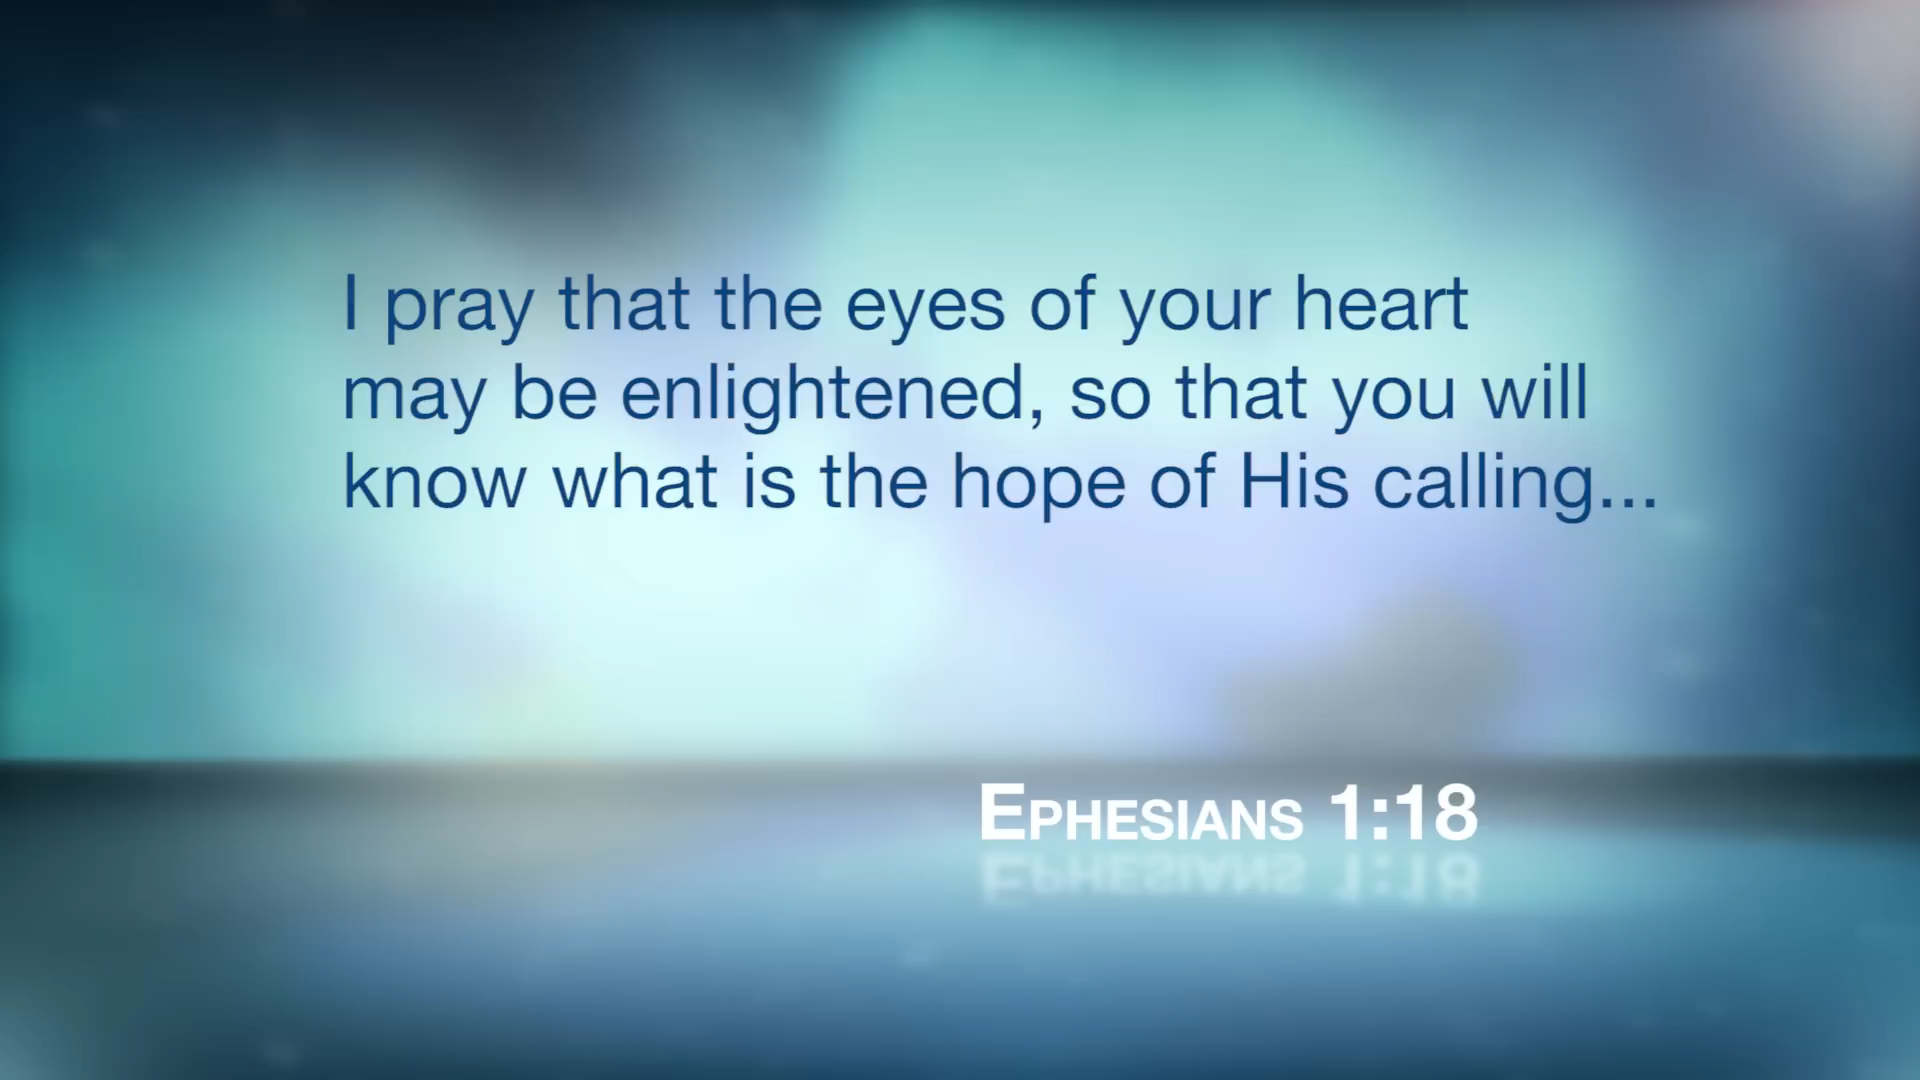 I pray that the eyes of your heart
may be enlightened, so that you will
know what is the hope of His calling...
EPHESIANS 1:18